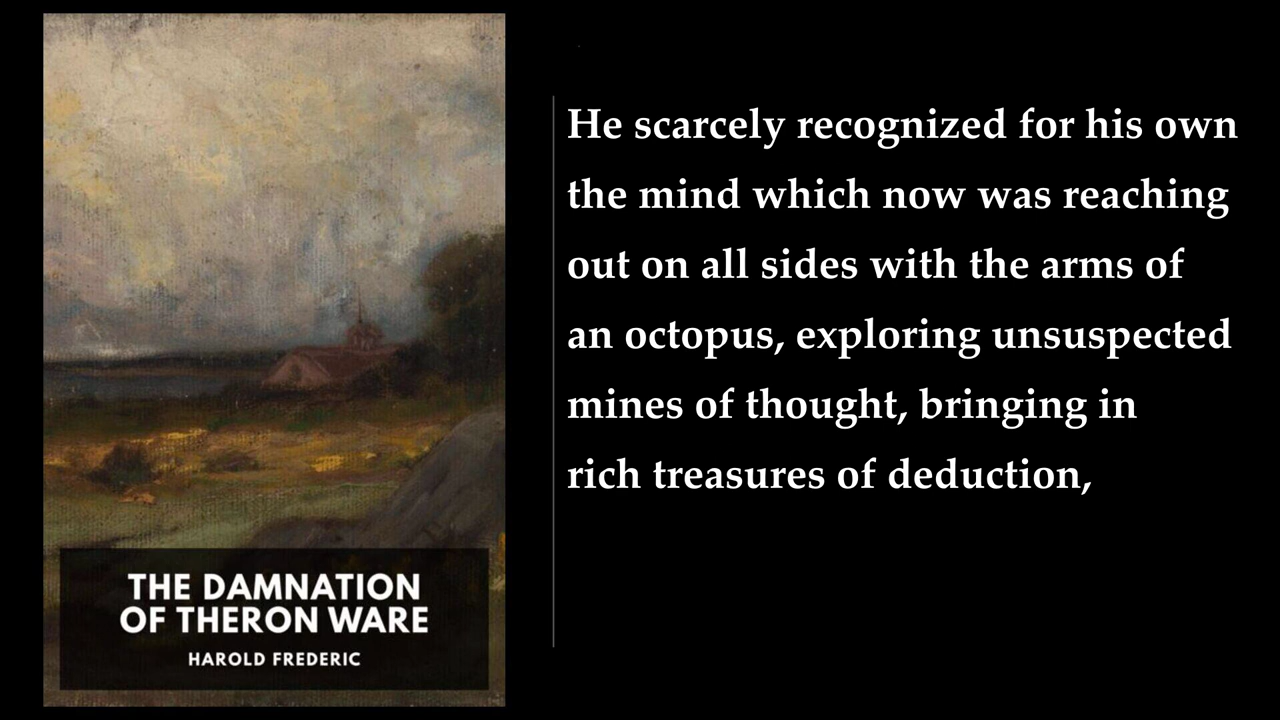 THE DAMNATION
OF THERON WARE
HAROLD FREDERIC
He scarcely recognized for his own
the mind which now was reaching
out on all sides with the arms of
an octopus, exploring unsuspected
mines of thought, bringing in
rich treasures of deduction,